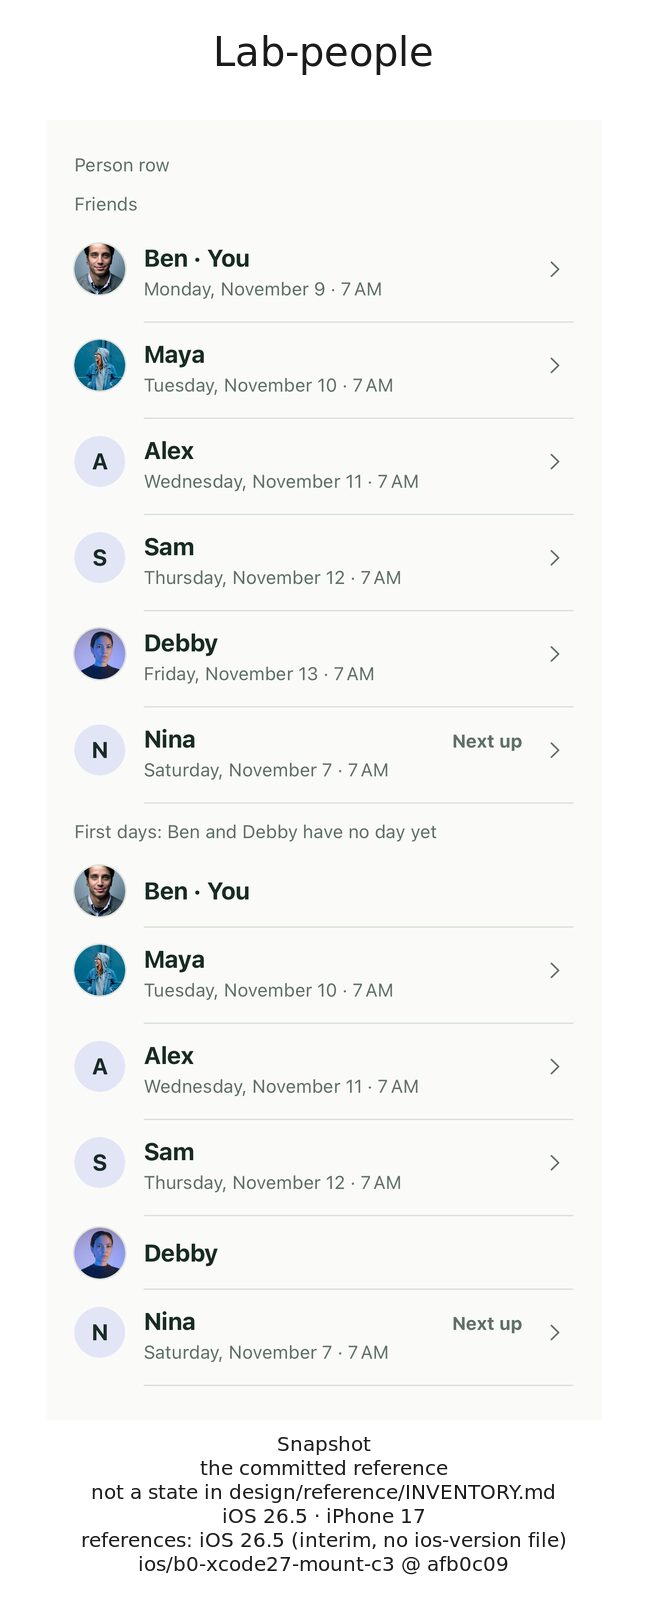 Lab-people
Person row
Friends
Ben · You
Monday, November 9 · 7 AM
Maya
Tuesday, November 10 · 7 AM
A
Alex
Wednesday, November 11 · 7 AM
S
Sam
Thursday, November 12 · 7 AM
Debby
Friday, November 13 · 7 AM
N
Nina
Next up
Saturday, November 7 · 7 AM
First days: Ben and Debby have no day yet
Ben · You
Maya
Tuesday, November 10 · 7 AM
A
Alex
Wednesday, November 11 · 7 AM
S
Sam
Thursday, November 12 · 7 AM
Debby
N
Nina
Next up
Saturday, November 7 · 7 AM
Snapshot
the committed reference
not a state in design/reference/INVENTORY.md
iOS 26.5 · iPhone 17
references: iOS 26.5 (interim, no ios-version file)
ios/b0-xcode27-mount-c3 @ afb0c09